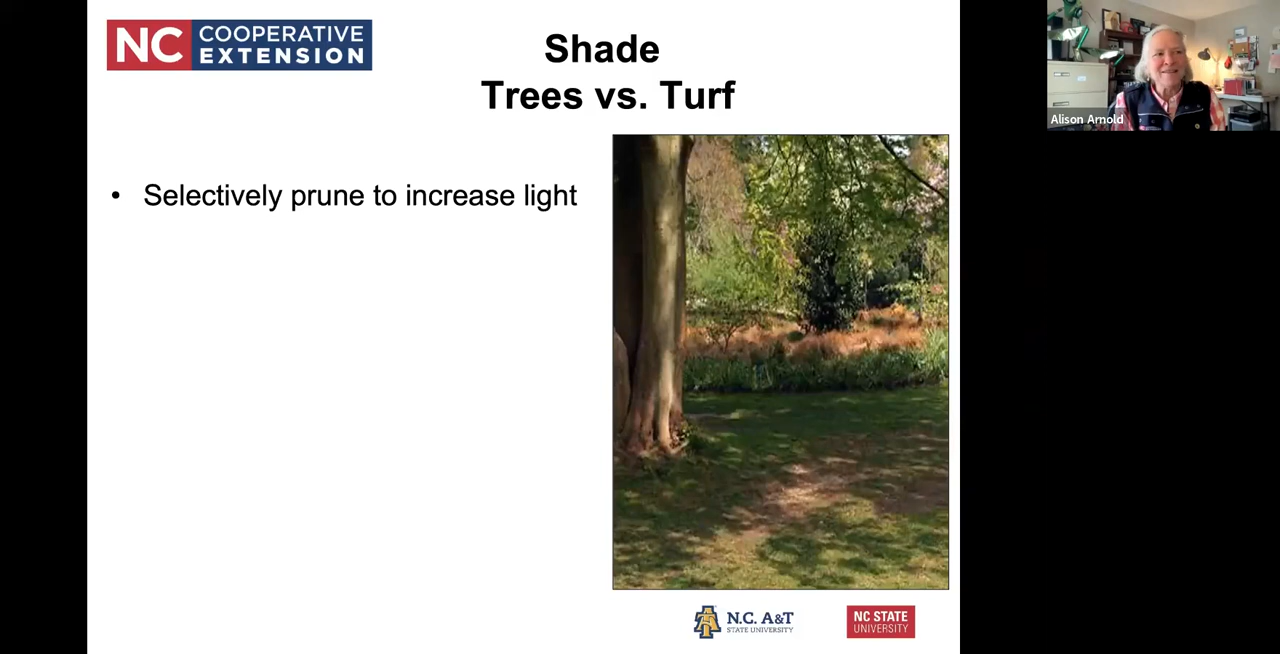 NC COOPERATIVE EXTENSION
Shade
Trees vs. Turf
Alison Arnold
• Selectively prune to increase light
N.C. A&T
STATE UNIVERSITY
NC STATE
UNIVERSITY